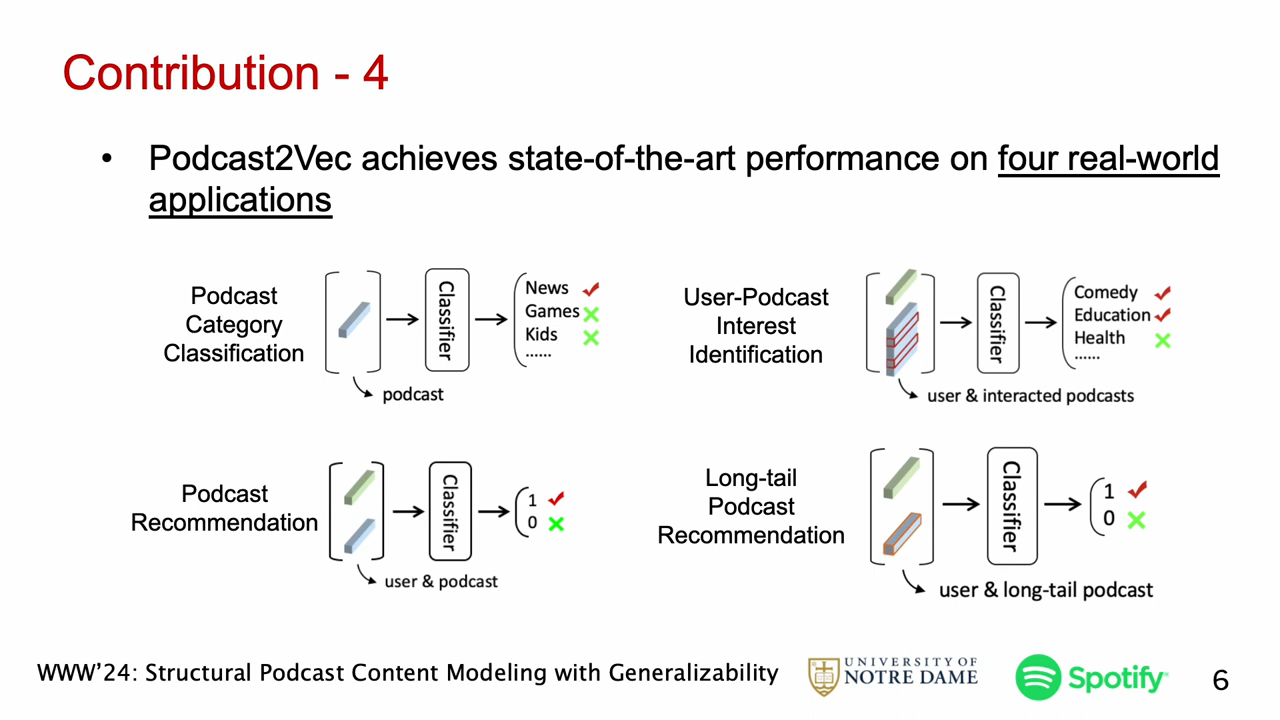 Contribution - 4
• Podcast2Vec achieves state-of-the-art performance on four real-world
applications
Podcast
Category
Classification
Classifier
News
Games
Kids
......
podcast
User-Podcast
Interest
Identification
Classifier
Comedy
Education
Health
......
user & interacted podcasts
Podcast
Recommendation
Classifier
1
0
user & podcast
Long-tail
Podcast
Recommendation
Classifier
1
0
user & long-tail podcast
WWW'24: Structural Podcast Content Modeling with Generalizability
UNIVERSITY OF
NOTRE DAME
Spotify
6